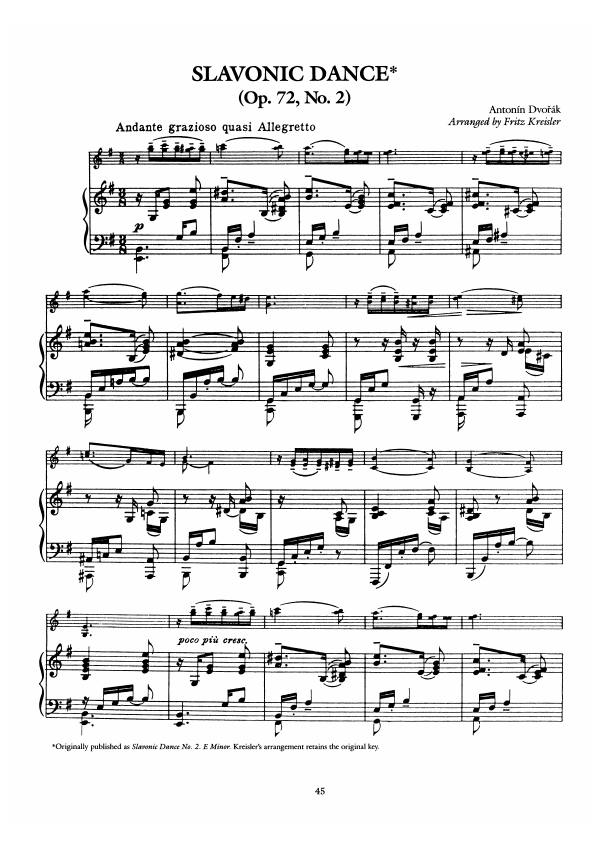 SLAVONIC DANCE*
(Op. 72, No. 2)
Antonín Dvořák
Arranged by Fritz Kreisler
Andante grazioso quasi Allegretto
p
poco più cresc.
*Originally published as Slavonic Dance No. 2. E Minor. Kreisler's arrangement retains the original key.
45